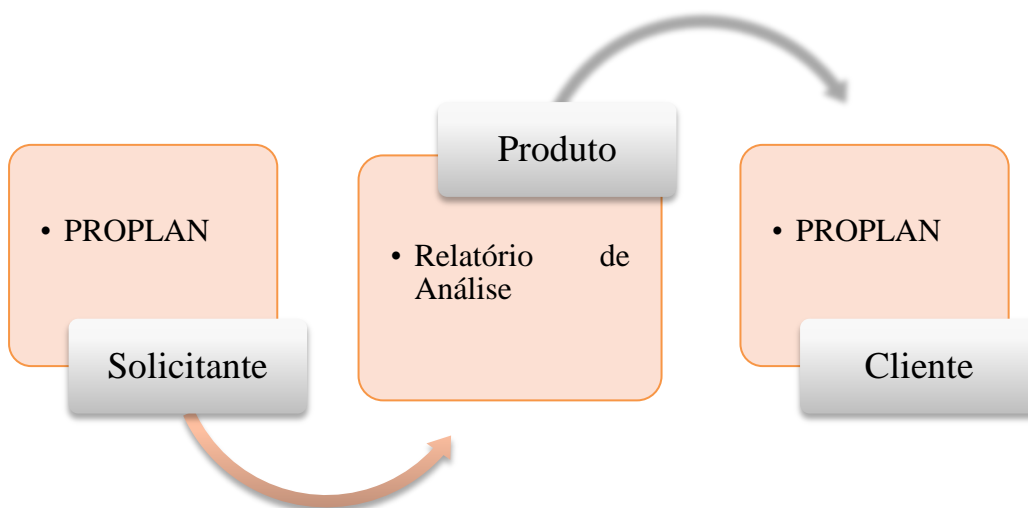 • PROPLAN
Solicitante
Produto
• Relatório de
Análise
• PROPLAN
Cliente